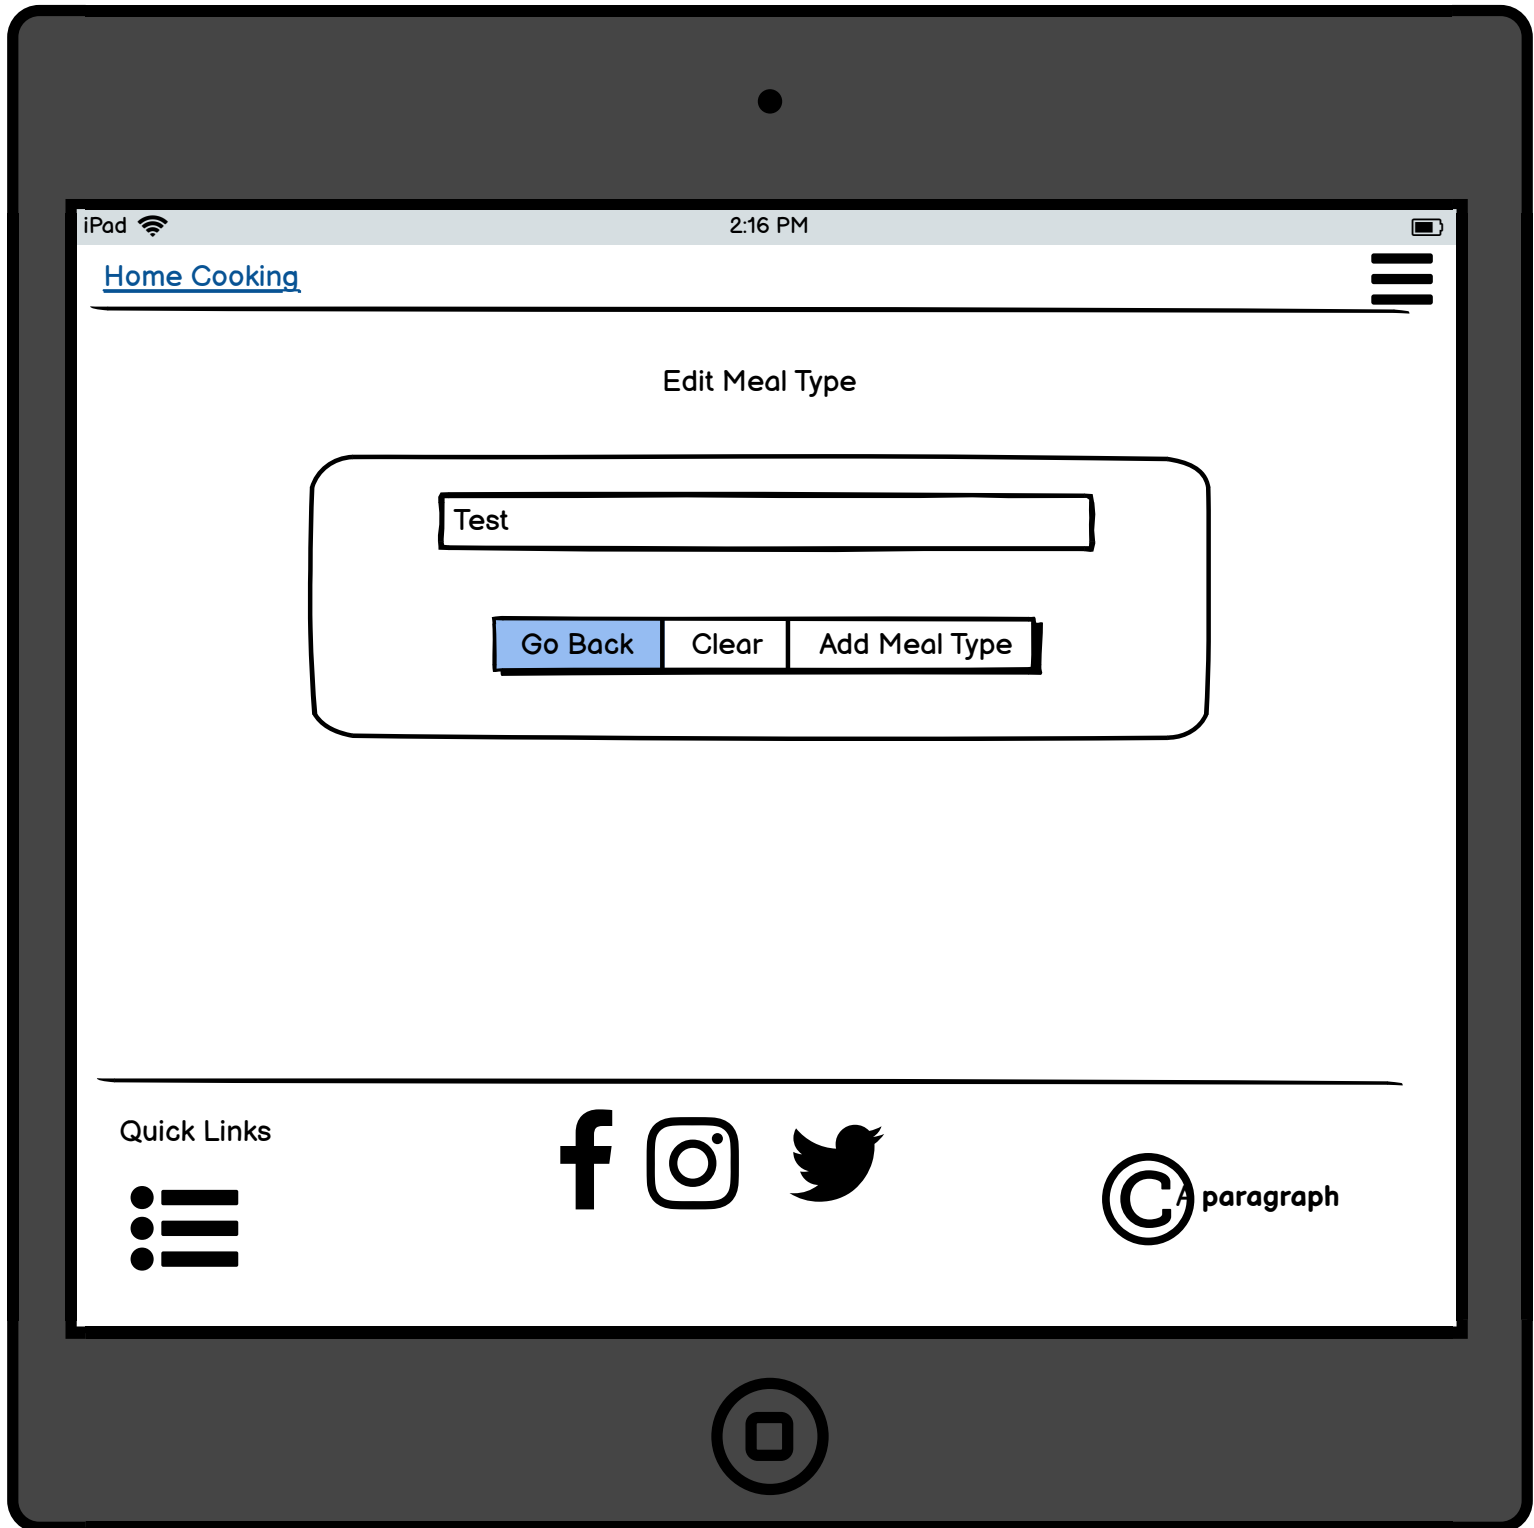 iPad 2:16 PM
Home Cooking
Edit Meal Type
Test
Go Back Clear Add Meal Type
Quick Links
© A paragraph